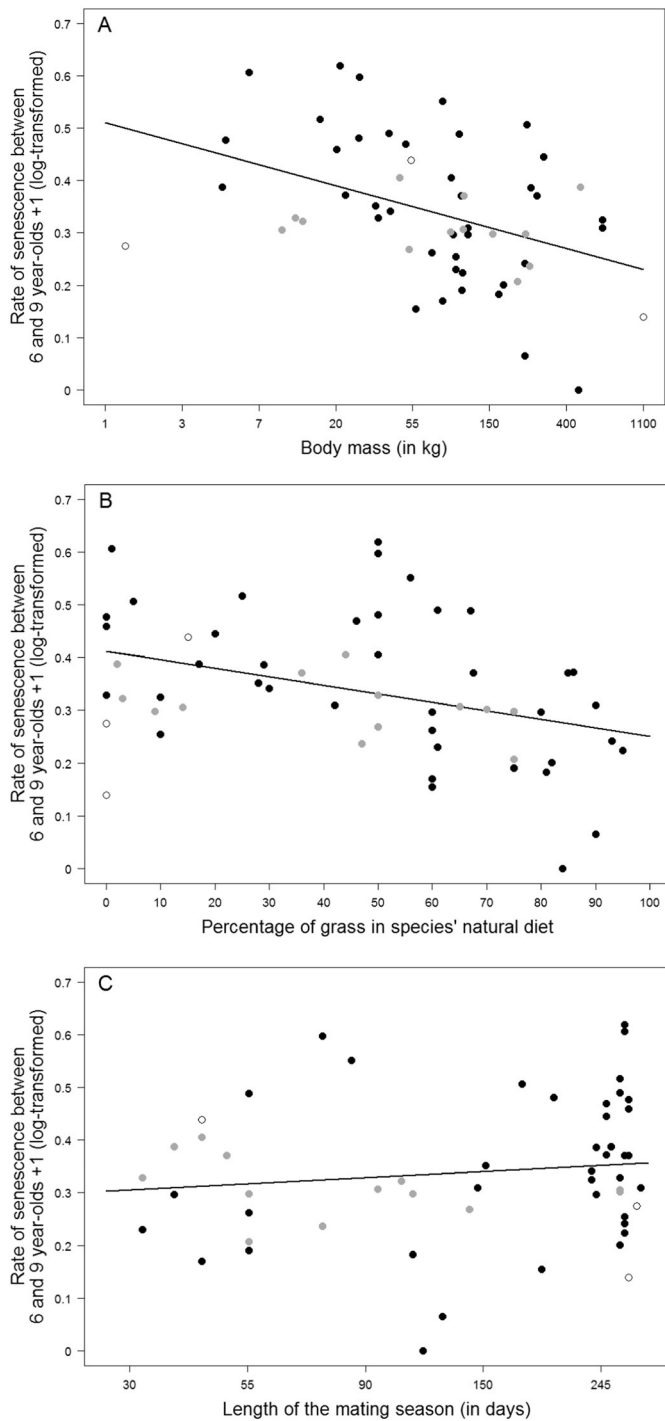 A
Rate of senescence between
6 and 9 year-olds +1 (log-transformed)
0.7
0.6
0.5
0.4
0.3
0.2
0.1
0
1 3 7 20 55 150 400 1100
Body mass (in kg)
B
Rate of senescence between
6 and 9 year-olds +1 (log-transformed)
0.7
0.6
0.5
0.4
0.3
0.2
0.1
0
0 10 20 30 40 50 60 70 80 90 100
Percentage of grass in species' natural diet
C
Rate of senescence between
6 and 9 year-olds +1 (log-transformed)
0.7
0.6
0.5
0.4
0.3
0.2
0.1
0
30 55 90 150 245
Length of the mating season (in days)